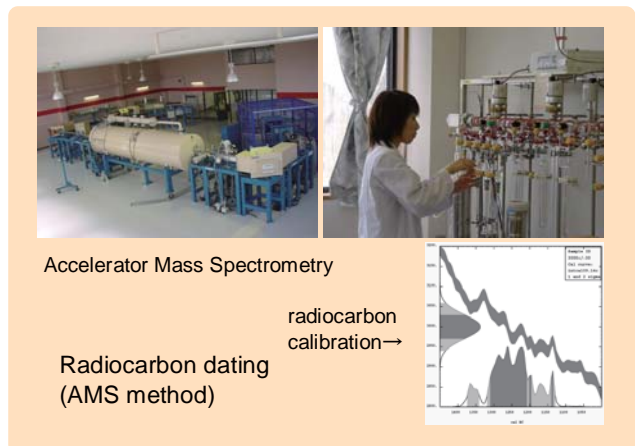 Accelerator Mass Spectrometry
radiocarbon
calibration→
Radiocarbon dating
(AMS method)